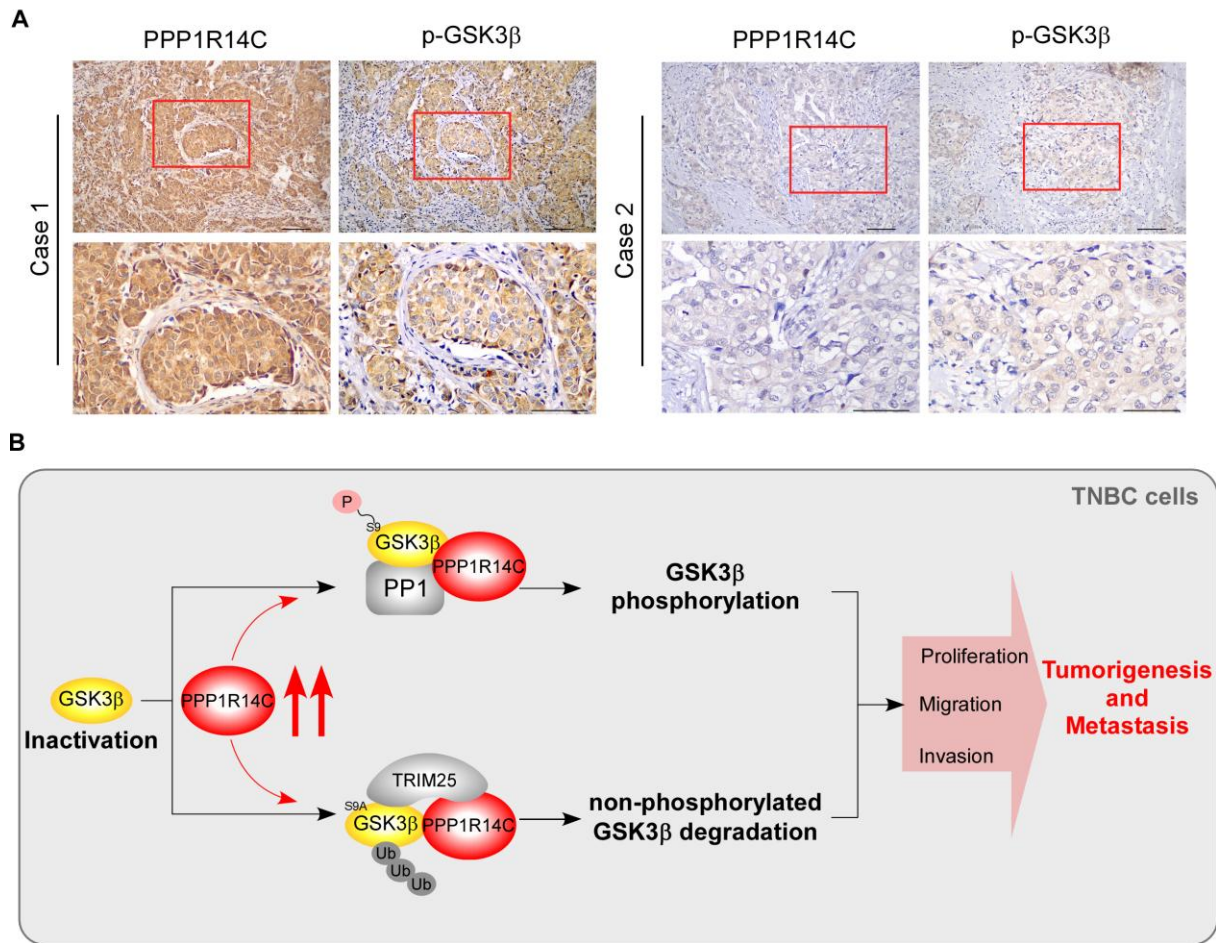 A
PPP1R14C
p-GSK3β
PPP1R14C
p-GSK3β
Case 1
Case 2
B
TNBC cells
P
S9
GSK3β
PPP1R14C
PP1
GSK3β
phosphorylation
GSK3β
Inactivation
PPP1R14C
Proliferation
Migration
Invasion
Tumorigenesis
and
Metastasis
TRIM25
S9A
GSK3β
PPP1R14C
Ub
Ub
Ub
non-phosphorylated
GSK3β degradation